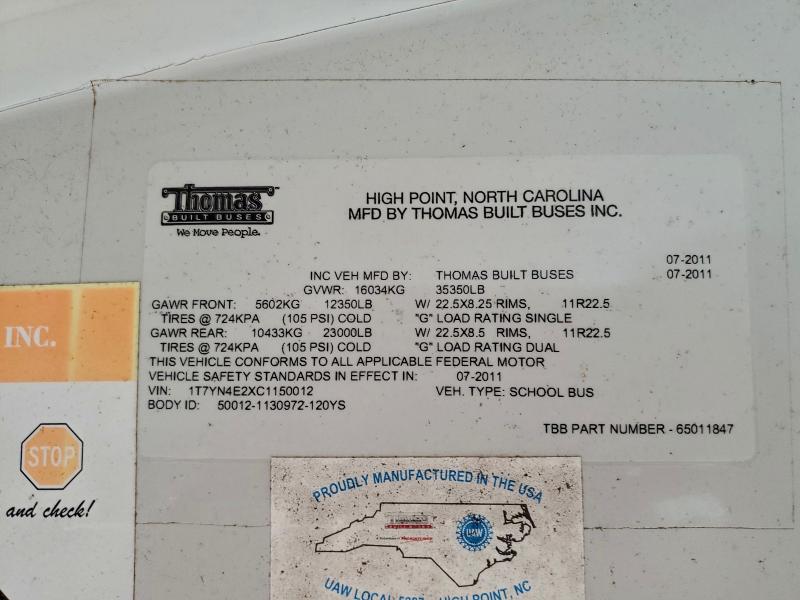 Thomas
BUILT BUSES
We Move People.
HIGH POINT, NORTH CAROLINA
MFD BY THOMAS BUILT BUSES INC.
07-2011
INC VEH MFD BY: THOMAS BUILT BUSES 07-2011
GVWR: 16034KG 35350LB
GAWR FRONT: 5602KG 12350LB W/ 22.5X8.25 RIMS, 11R22.5
TIRES @ 724KPA (105 PSI) COLD "G" LOAD RATING SINGLE
GAWR REAR: 10433KG 23000LB W/ 22.5X8.5 RIMS, 11R22.5
TIRES @ 724KPA (105 PSI) COLD "G" LOAD RATING DUAL
THIS VEHICLE CONFORMS TO ALL APPLICABLE FEDERAL MOTOR
VEHICLE SAFETY STANDARDS IN EFFECT IN: 07-2011
VIN: 1T7YN4E2XC1150012 VEH. TYPE: SCHOOL BUS
BODY ID: 50012-1130972-120YS
TBB PART NUMBER - 65011847
INC.
STOP
and check!
PROUDLY MANUFACTURED IN THE USA
UAW
UAW LOCAL HIGH POINT, NC